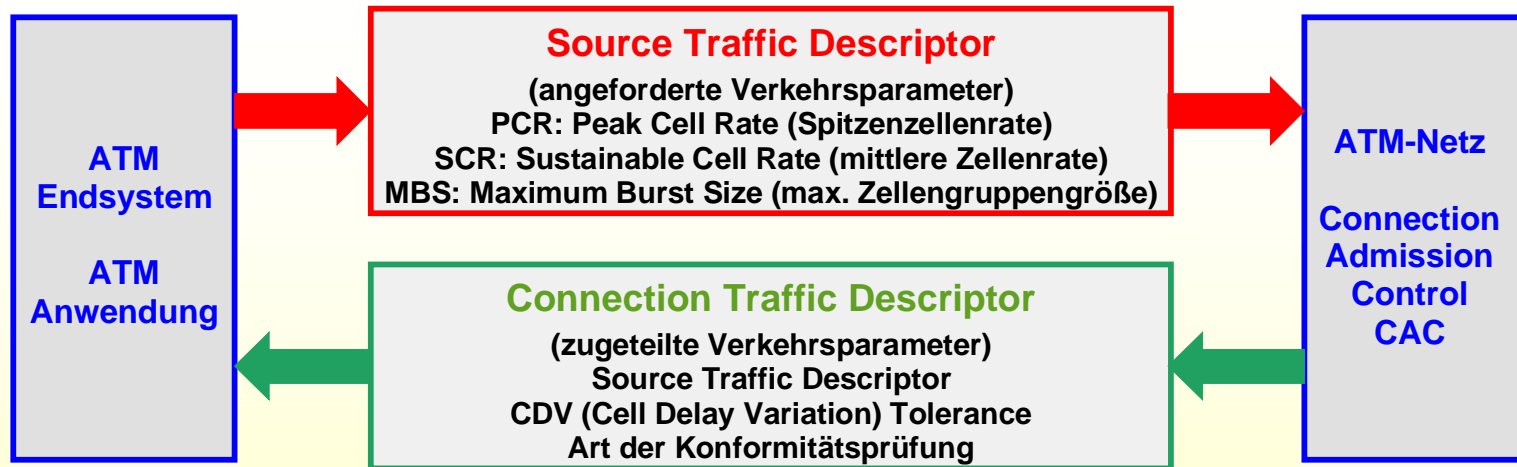 ATM
Endsystem
ATM
Anwendung
Source Traffic Descriptor
(angeforderte Verkehrsparameter)
PCR: Peak Cell Rate (Spitzenzellenrate)
SCR: Sustainable Cell Rate (mittlere Zellenrate)
MBS: Maximum Burst Size (max. Zellengruppengröße)
Connection Traffic Descriptor
(zugeteilte Verkehrsparameter)
Source Traffic Descriptor
CDV (Cell Delay Variation) Tolerance
Art der Konformitätsprüfung
ATM-Netz
Connection
Admission
Control
CAC